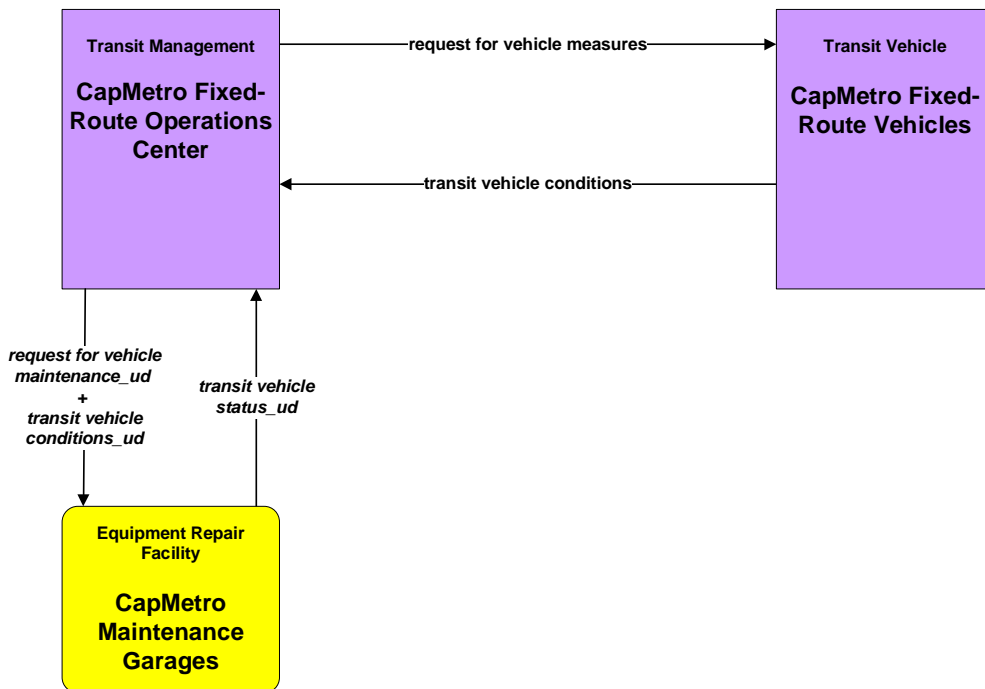 Transit Management
CapMetro Fixed-
Route Operations
Center
request for vehicle measures
Transit Vehicle
CapMetro Fixed-
Route Vehicles
transit vehicle conditions
request for vehicle
maintenance_ud
+
transit vehicle
conditions_ud
transit vehicle
status_ud
Equipment Repair
Facility
CapMetro
Maintenance
Garages